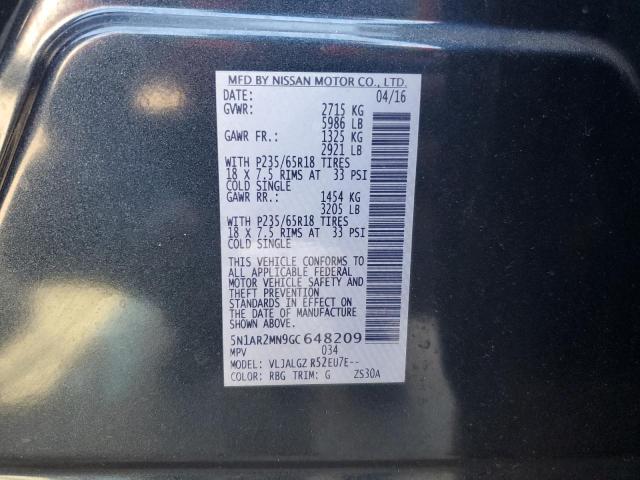 MFD BY NISSAN MOTOR CO., LTD.
DATE: 04/16
GVWR: 2715 KG
5986 LB
GAWR FR.: 1325 KG
2921 LB
WITH P235/65R18 TIRES
18 X 7.5 RIMS AT 33 PSI
COLD SINGLE
GAWR RR.: 1454 KG
3205 LB
WITH P235/65R18 TIRES
18 X 7.5 RIMS AT 33 PSI
COLD SINGLE
THIS VEHICLE CONFORMS TO
ALL APPLICABLE FEDERAL
MOTOR VEHICLE SAFETY AND
THEFT PREVENTION
STANDARDS IN EFFECT ON
THE DATE OF MANUFACTURE
SHOWN ABOVE.
5N1AR2MN9GC648209
MPV 034
MODEL: VLJALGZ R52EU7E--
COLOR: RBG TRIM: G ZS30A